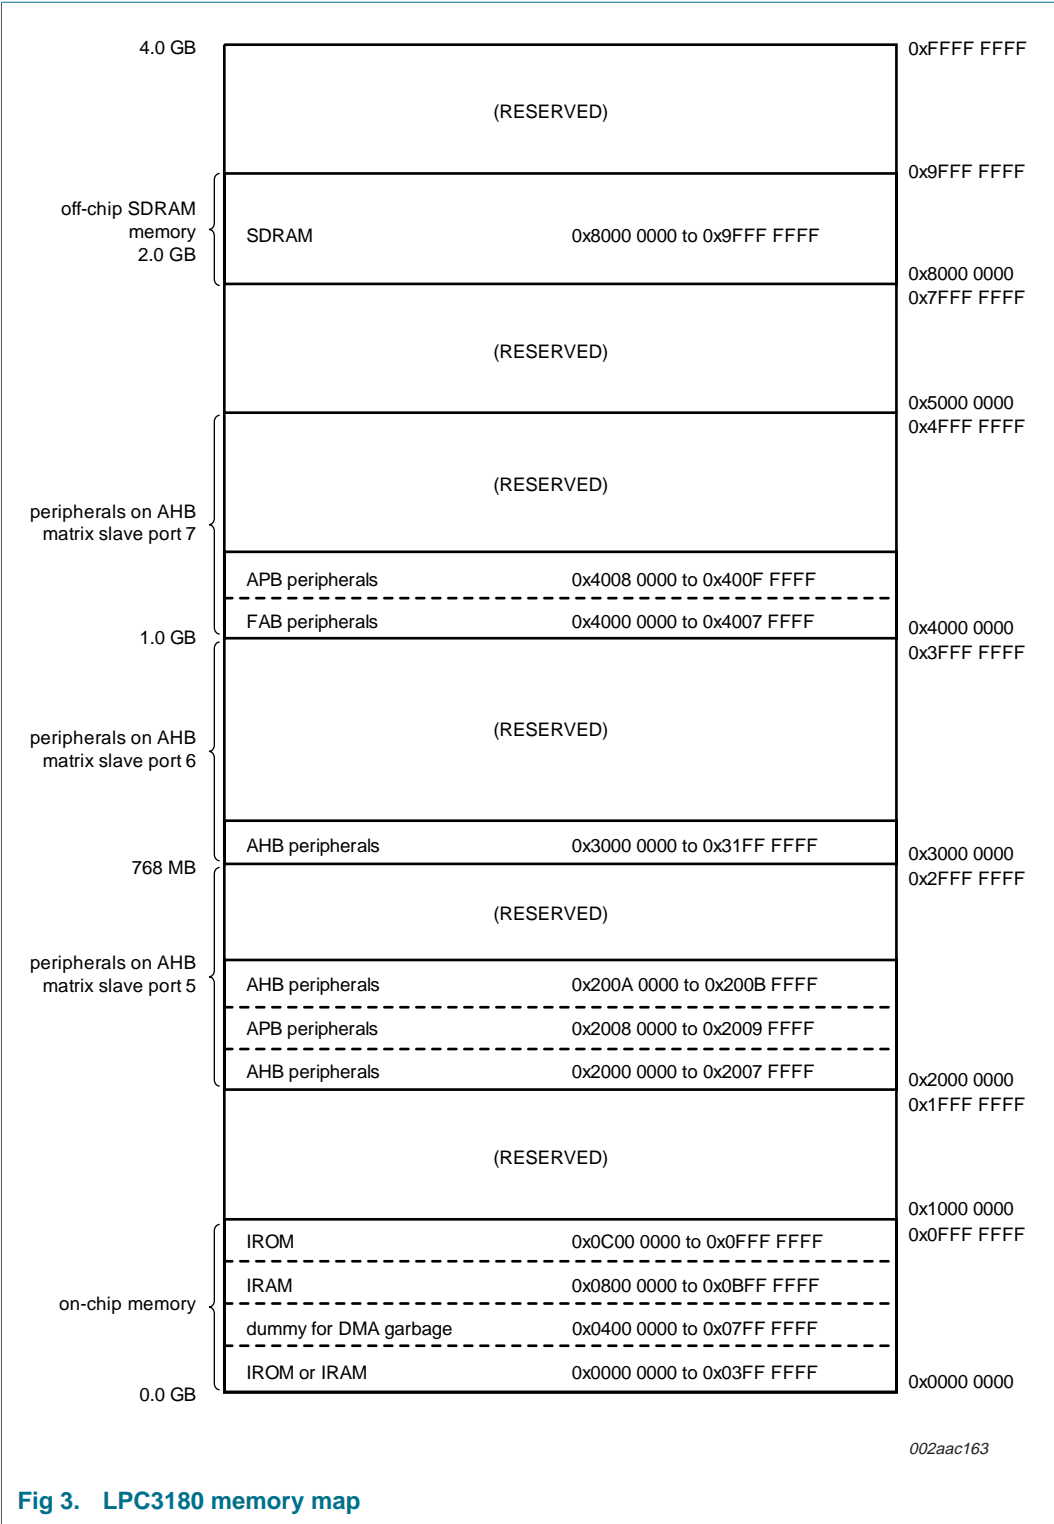 4.0 GB
0xFFFF FFFF
(RESERVED)
0x9FFF FFFF
off-chip SDRAM
memory
2.0 GB
SDRAM 0x8000 0000 to 0x9FFF FFFF
0x8000 0000
0x7FFF FFFF
(RESERVED)
0x5000 0000
0x4FFF FFFF
(RESERVED)
peripherals on AHB
matrix slave port 7
APB peripherals 0x4008 0000 to 0x400F FFFF
FAB peripherals 0x4000 0000 to 0x4007 FFFF
1.0 GB
0x4000 0000
0x3FFF FFFF
(RESERVED)
peripherals on AHB
matrix slave port 6
AHB peripherals 0x3000 0000 to 0x31FF FFFF
768 MB
0x3000 0000
0x2FFF FFFF
(RESERVED)
peripherals on AHB
matrix slave port 5
AHB peripherals 0x200A 0000 to 0x200B FFFF
APB peripherals 0x2008 0000 to 0x2009 FFFF
AHB peripherals 0x2000 0000 to 0x2007 FFFF
0x2000 0000
0x1FFF FFFF
(RESERVED)
0x1000 0000
0x0FFF FFFF
IROM 0x0C00 0000 to 0x0FFF FFFF
IRAM 0x0800 0000 to 0x0BFF FFFF
on-chip memory
dummy for DMA garbage 0x0400 0000 to 0x07FF FFFF
IROM or IRAM 0x0000 0000 to 0x03FF FFFF
0.0 GB
0x0000 0000
002aac163
Fig 3. LPC3180 memory map